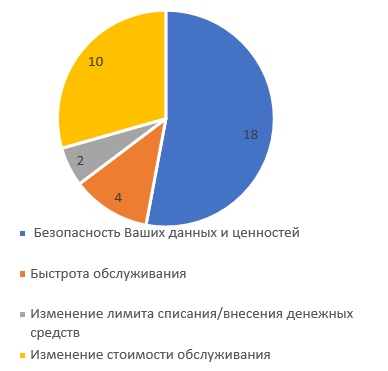 10
18
2
4
Безопасность Ваших данных и ценностей
Быстрота обслуживания
Изменение лимита списания/внесения денежных
средств
Изменение стоимости обслуживания